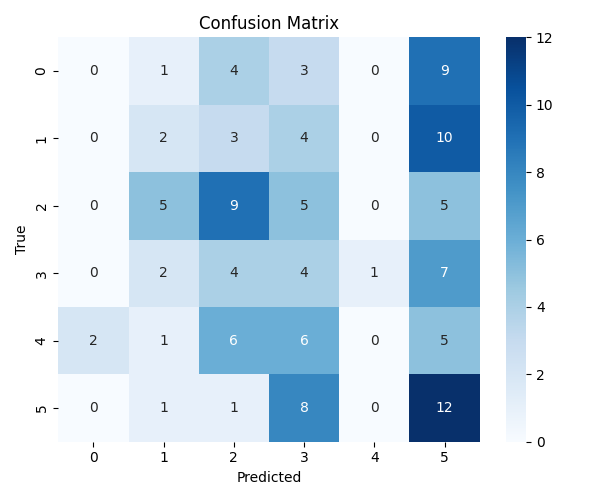 Confusion Matrix
0 0 1 4 3 0 9
1 0 2 3 4 0 10
2 0 5 9 5 0 5
3 0 2 4 4 1 7
4 2 1 6 6 0 5
5 0 1 1 8 0 12
0 1 2 3 4 5
Predicted
True
12
10
8
6
4
2
0